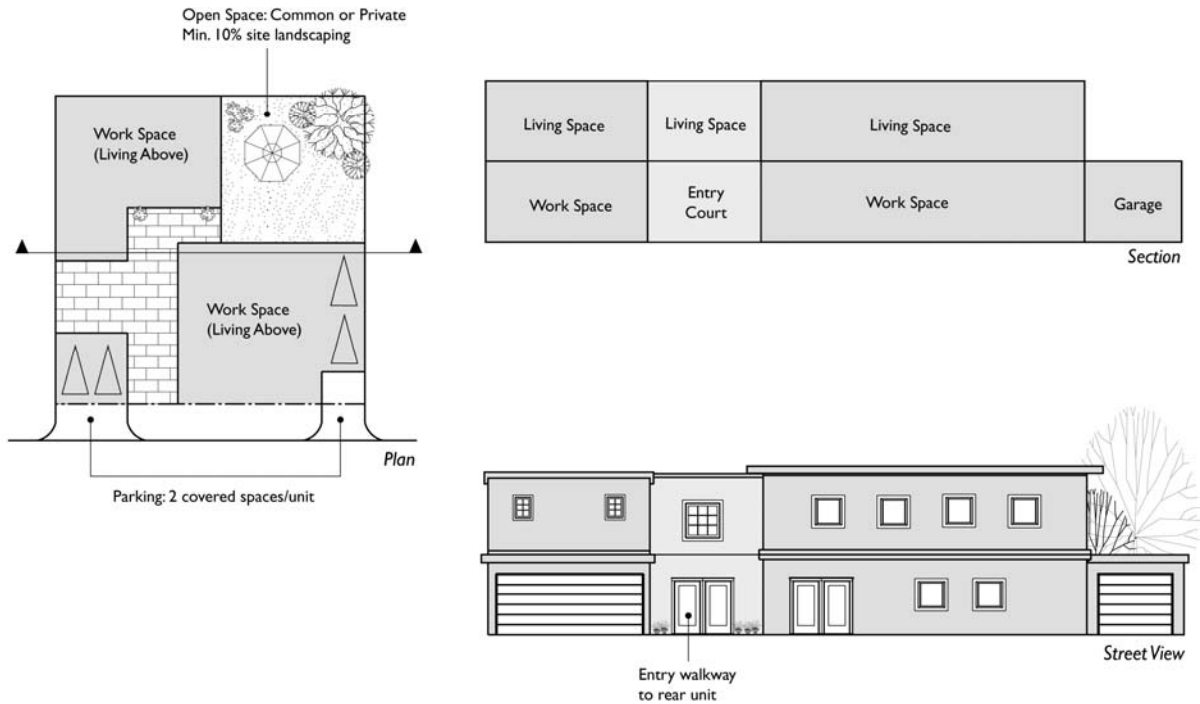 Open Space: Common or Private
Min. 10% site landscaping
Work Space
(Living Above)
Work Space
(Living Above)
Plan
Parking: 2 covered spaces/unit
Living Space
Living Space
Living Space
Work Space
Entry
Court
Work Space
Garage
Section
Street View
Entry walkway
to rear unit